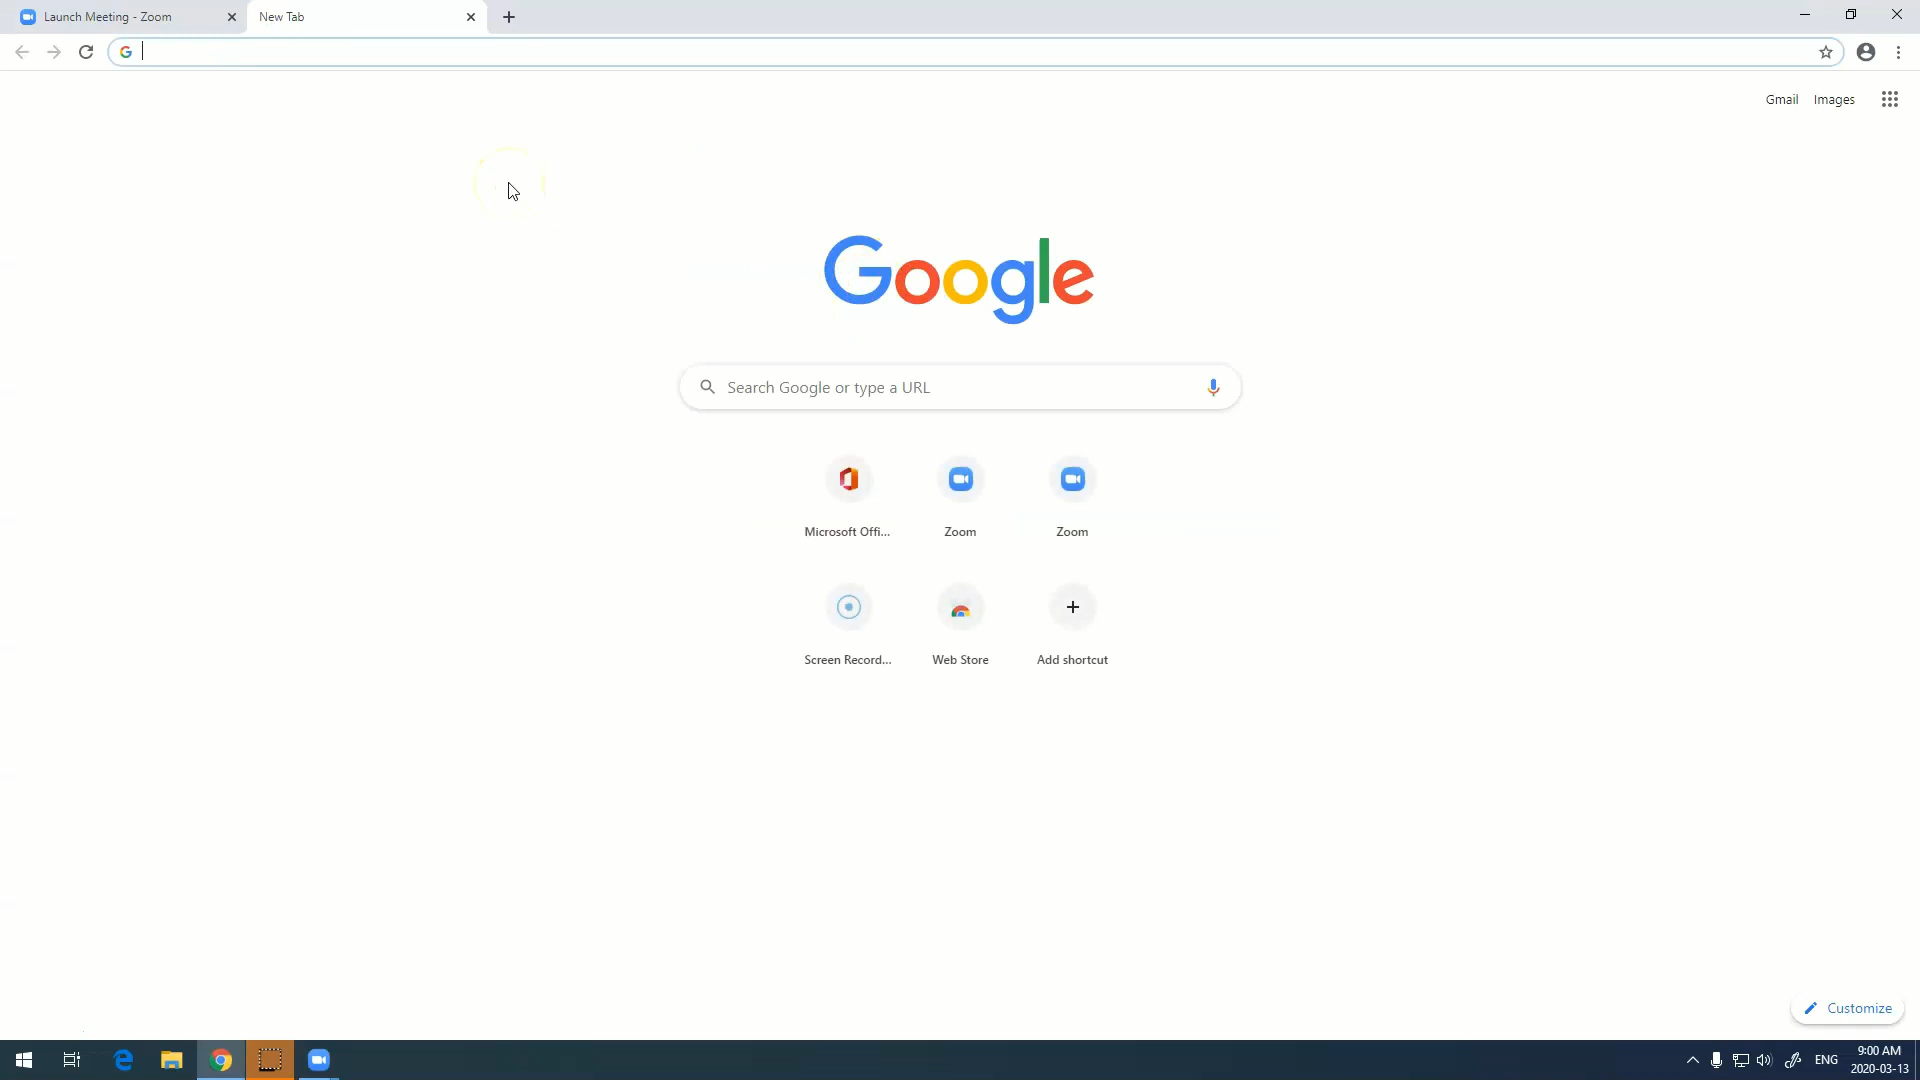 Launch Meeting - Zoom
New Tab
Gmail Images
Google
Search Google or type a URL
Microsoft Offi... Zoom Zoom
Screen Record... Web Store Add shortcut
Customize
ENG
9:00 AM
2020-03-13